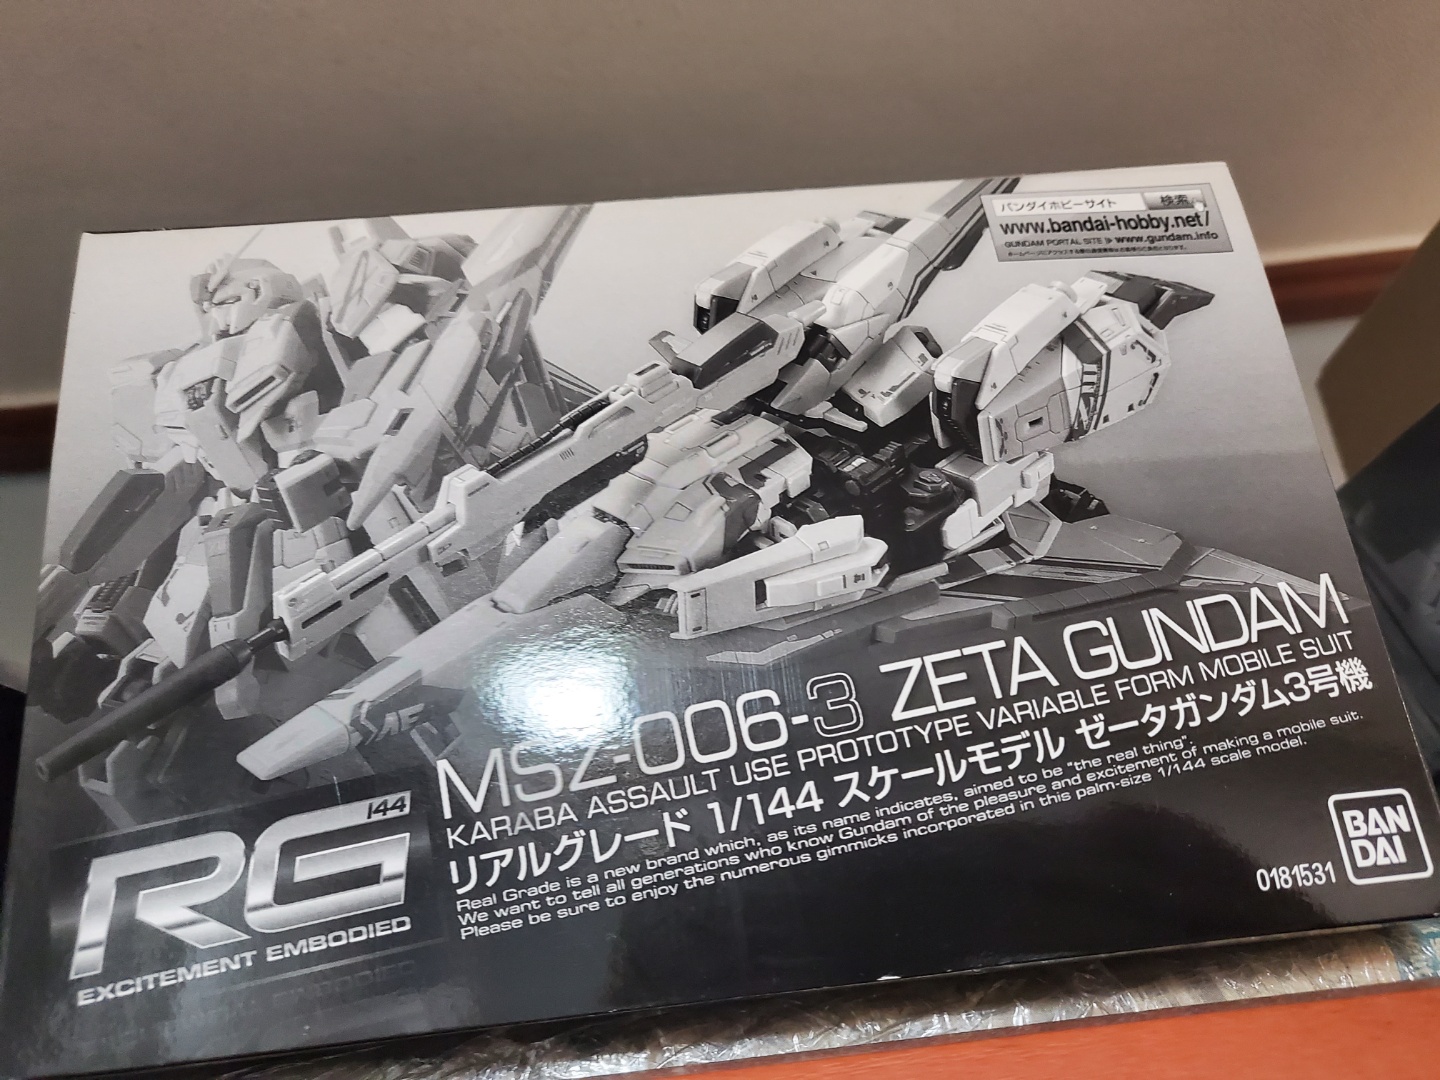 バンダイホビーサイト 検索
www.bandai-hobby.net/
GUNDAM PORTAL SITE www.gundam.info
AE
MSZ-006-3 ZETA GUNDAM
KARABA ASSAULT USE PROTOTYPE VARIABLE FORM MOBILE SUIT
リアルグレード 1/144 スケールモデル ゼータガンダム3号機
Real Grade is a new brand which, as its name indicates, aimed to be "the real thing".
We want to tell all generations who know Gundam of the pleasure and excitement of making a mobile suit.
Please be sure to enjoy the numerous gimmicks incorporated in this palm-size 1/144 scale model.
144
RG
EXCITEMENT EMBODIED
0181531
BAN
DAI